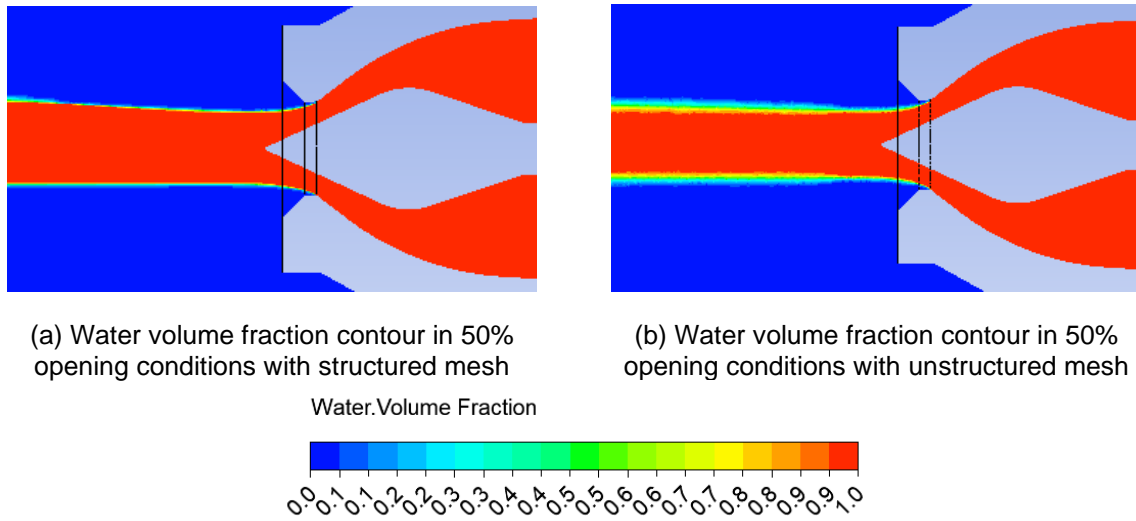 (a) Water volume fraction contour in 50%
opening conditions with structured mesh
(b) Water volume fraction contour in 50%
opening conditions with unstructured mesh
Water.Volume Fraction
0.0 0.1 0.1 0.2 0.2 0.3 0.3 0.4 0.4 0.5 0.5 0.6 0.6 0.7 0.7 0.8 0.8 0.9 0.9 1.0